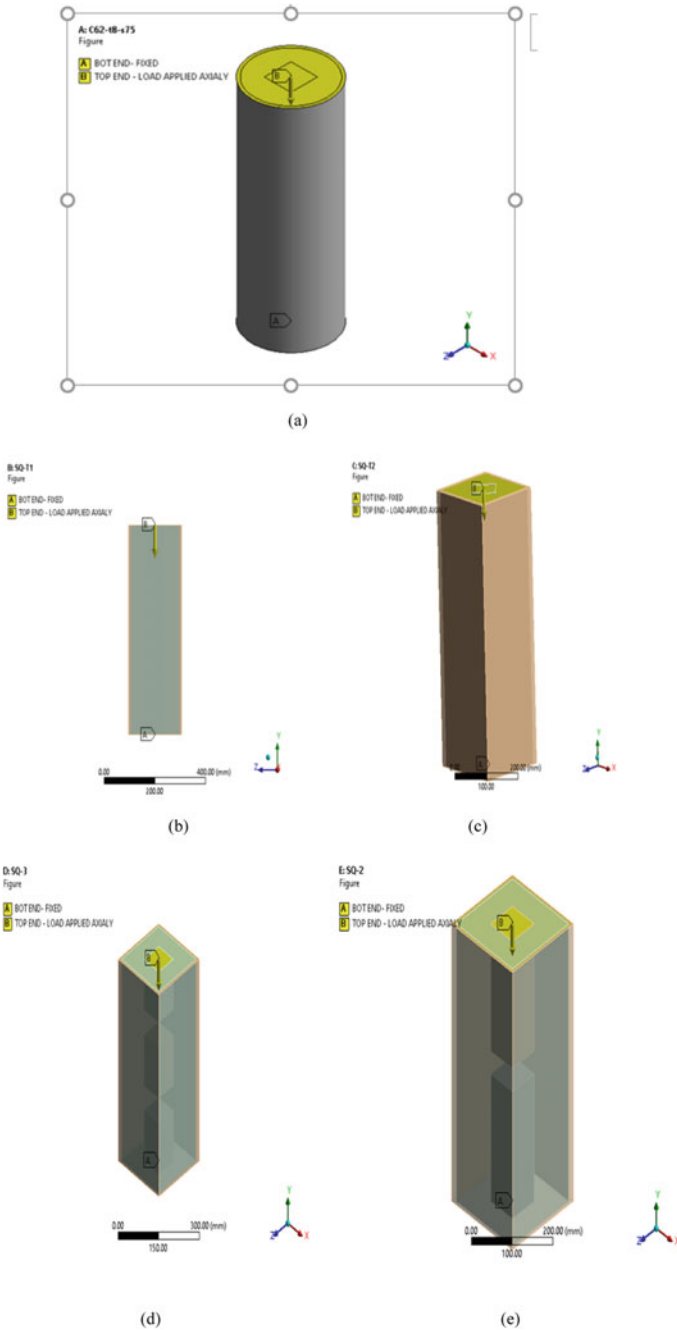 A: C62-t8-s75
Figure
A BOT END- FIXED
B TOP END - LOAD APPLIED AXIALY
B
A
Y
Z X
(a)
B: SQ-T1
Figure
A BOT END- FIXED
B TOP END - LOAD APPLIED AXIALY
B
A
Y
Z
0.00 400.00 (mm)
200.00
(b)
C: SQ-T2
Figure
A BOT END- FIXED
B TOP END - LOAD APPLIED AXIALY
B
A
Y
0.00 200.00 (mm)
100.00
(c)
D: SQ-3
Figure
A BOT END- FIXED
B TOP END - LOAD APPLIED AXIALY
B
A
Y
Z X
0.00 300.00 (mm)
150.00
(d)
E: SQ-2
Figure
A BOT END- FIXED
B TOP END - LOAD APPLIED AXIALY
B
A
Y
Z X
0.00 200.00 (mm)
100.00
(e)